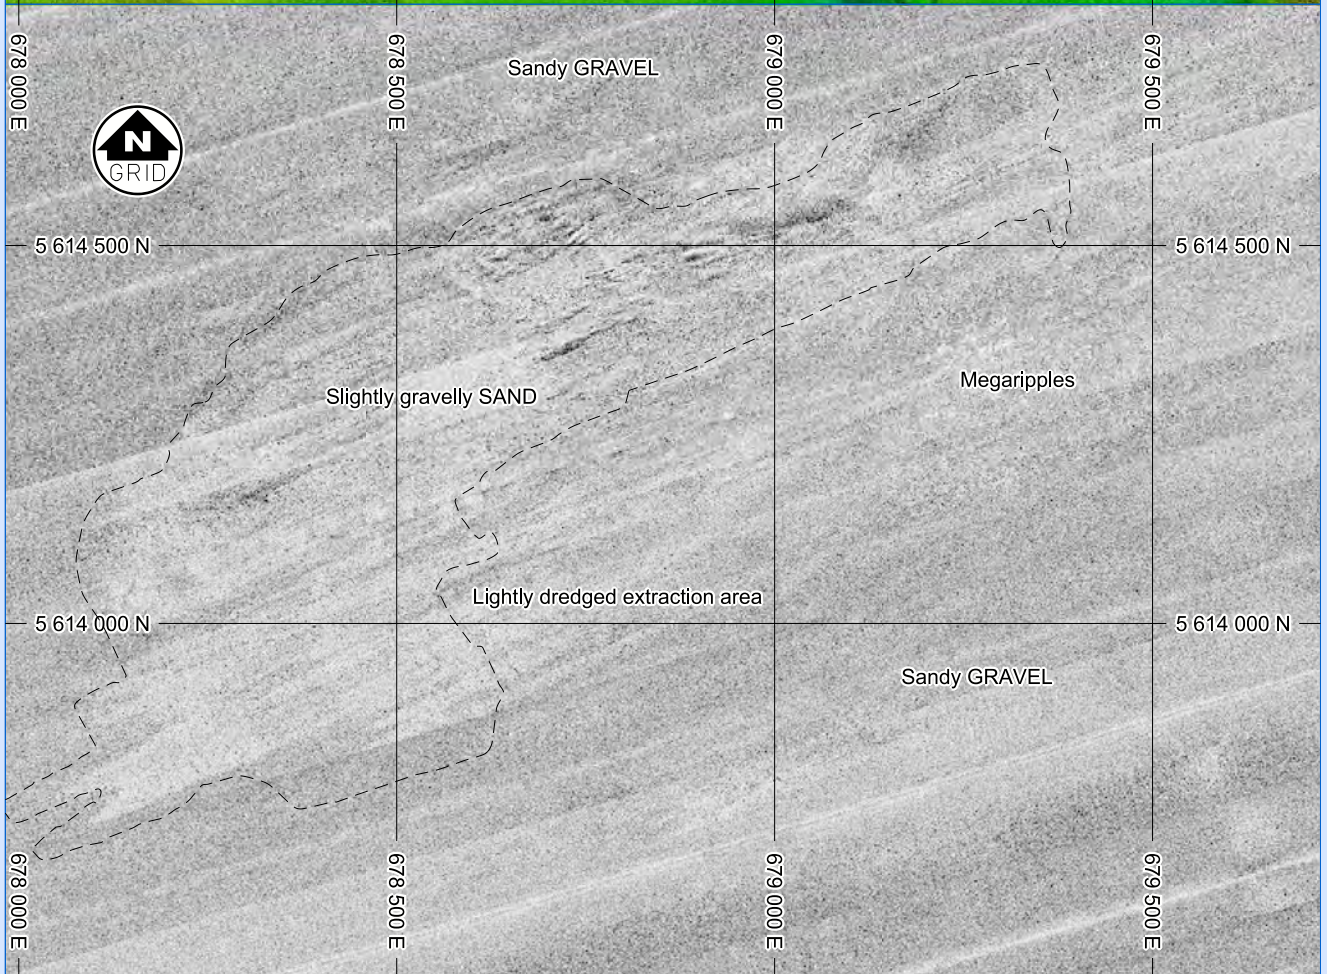 678 000 E
678 500 E
679 000 E
679 500 E
Sandy GRAVEL
N
GRID
5 614 500 N
5 614 500 N
Megaripples
Slightly gravelly SAND
Lightly dredged extraction area
5 614 000 N
5 614 000 N
Sandy GRAVEL
678 000 E
678 500 E
679 000 E
679 500 E